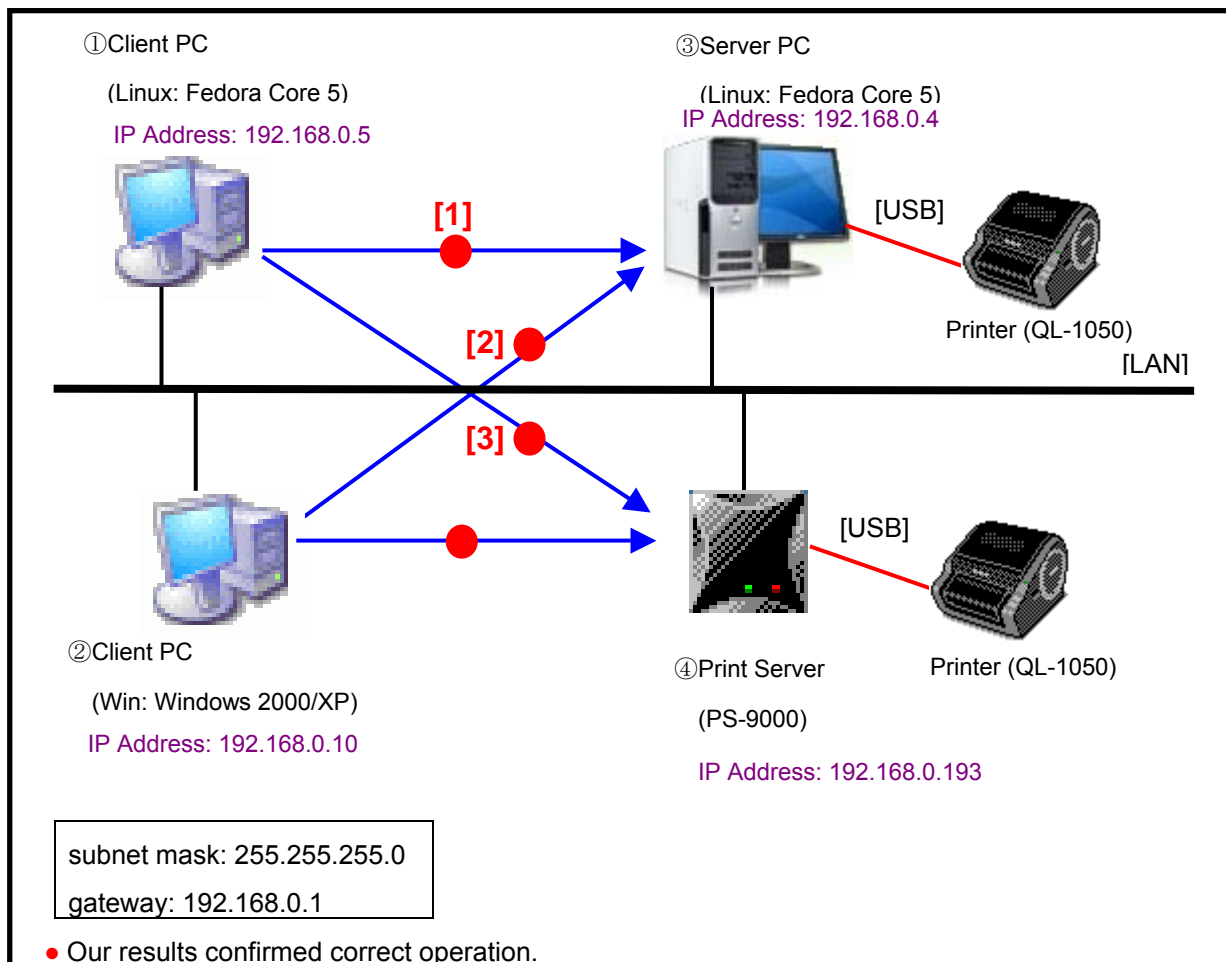 ①Client PC
(Linux: Fedora Core 5)
IP Address: 192.168.0.5
③Server PC
(Linux: Fedora Core 5)
IP Address: 192.168.0.4
[1]
[USB]
Printer (QL-1050)
[2]
[LAN]
[3]
[USB]
②Client PC
(Win: Windows 2000/XP)
IP Address: 192.168.0.10
④Print Server
(PS-9000)
IP Address: 192.168.0.193
Printer (QL-1050)
subnet mask: 255.255.255.0
gateway: 192.168.0.1
● Our results confirmed correct operation.